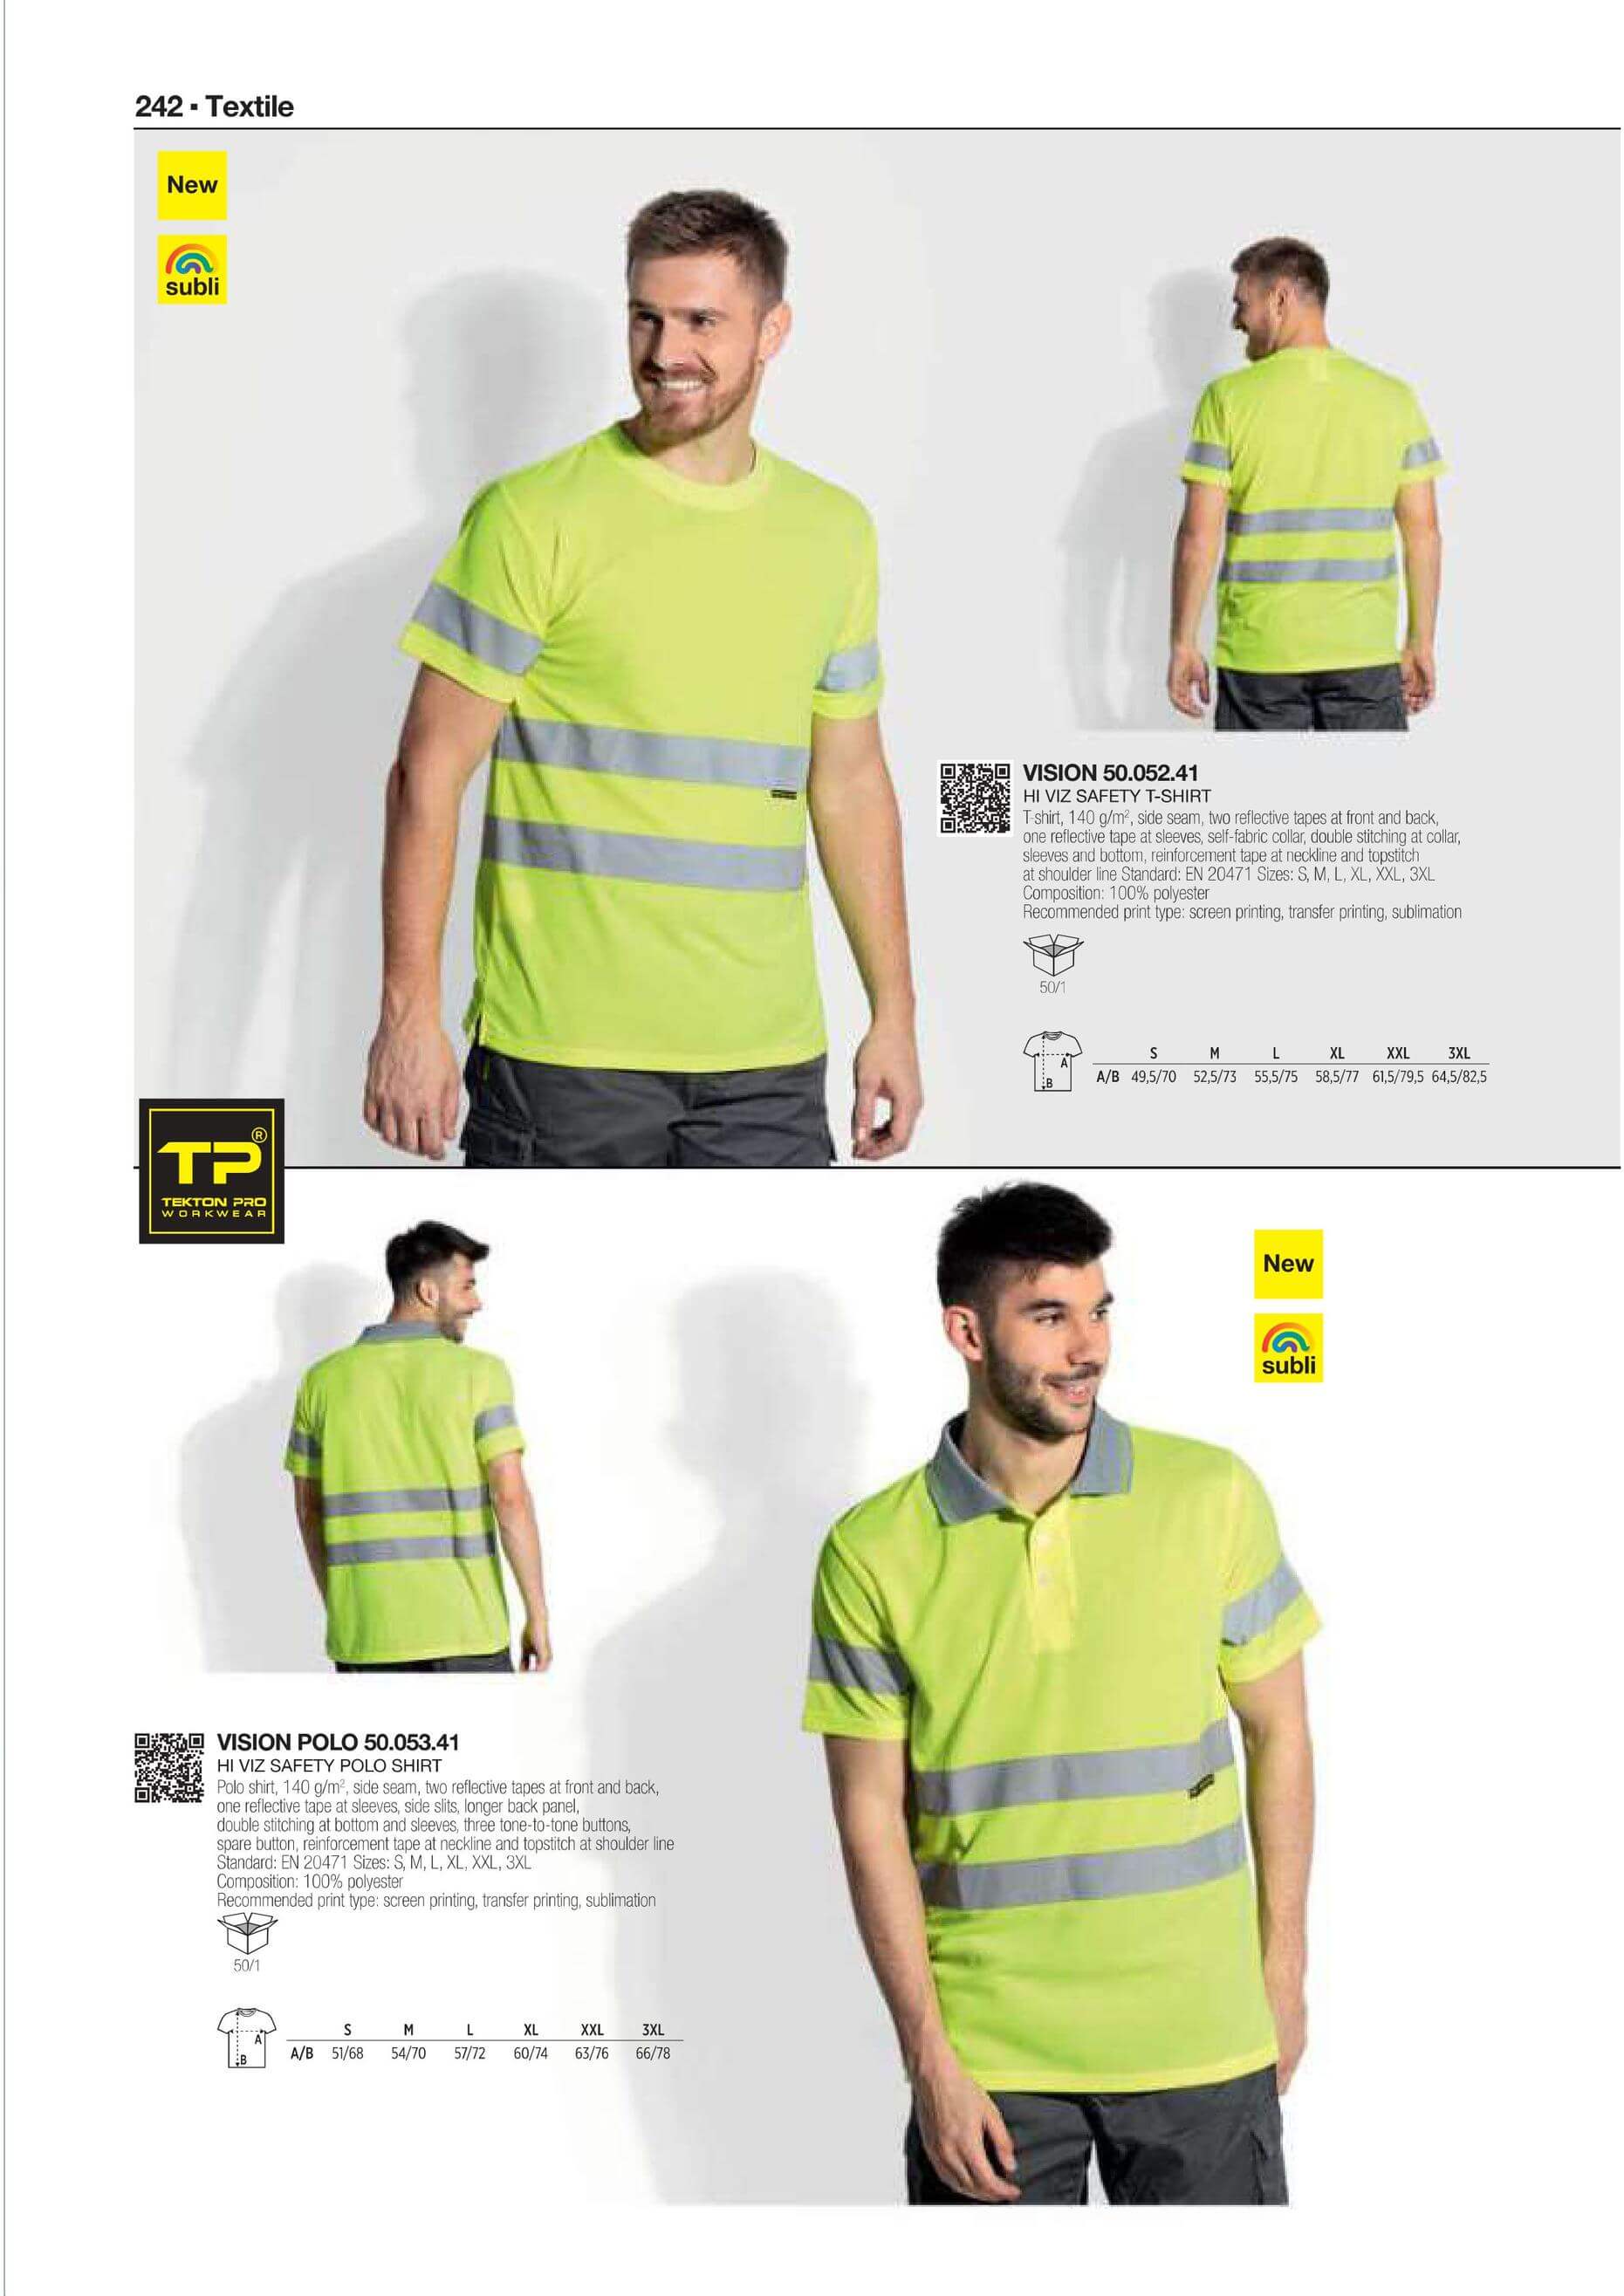 242 ▪ Textile
New
subli
VISION 50.052.41
HI VIZ SAFETY T-SHIRT
T-shirt, 140 g/m², side seam, two reflective tapes at front and back,
one reflective tape at sleeves, self-fabric collar, double stitching at collar,
sleeves and bottom, reinforcement tape at neckline and topstitch
at shoulder line Standard: EN 20471 Sizes: S, M, L, XL, XXL, 3XL
Composition: 100% polyester
Recommended print type: screen printing, transfer printing, sublimation
50/1
A
B
S M L XL XXL 3XL
A/B 49,5/70 52,5/73 55,5/75 58,5/77 61,5/79,5 64,5/82,5
TP®
TEKTON PRO
WORKWEAR
New
subli
VISION POLO 50.053.41
HI VIZ SAFETY POLO SHIRT
Polo shirt, 140 g/m², side seam, two reflective tapes at front and back,
one reflective tape at sleeves, side slits, longer back panel,
double stitching at bottom and sleeves, three tone-to-tone buttons,
spare button, reinforcement tape at neckline and topstitch at shoulder line
Standard: EN 20471 Sizes: S, M, L, XL, XXL, 3XL
Composition: 100% polyester
Recommended print type: screen printing, transfer printing, sublimation
50/1
A
B
S M L XL XXL 3XL
A/B 51/68 54/70 57/72 60/74 63/76 66/78